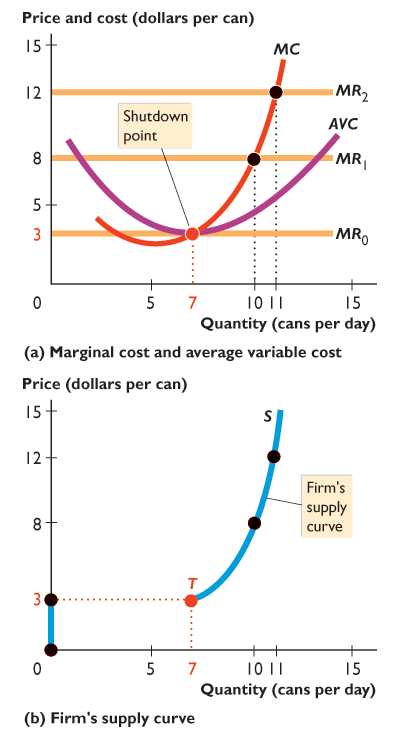 Price and cost (dollars per can)
15
MC
12
MR2
Shutdown
point
AVC
8
MR1
5
3
MR0
0
5
7
10 11
15
Quantity (cans per day)
(a) Marginal cost and average variable cost
Price (dollars per can)
15
S
12
Firm's
supply
curve
8
T
3
0
5
7
10 11
15
Quantity (cans per day)
(b) Firm's supply curve